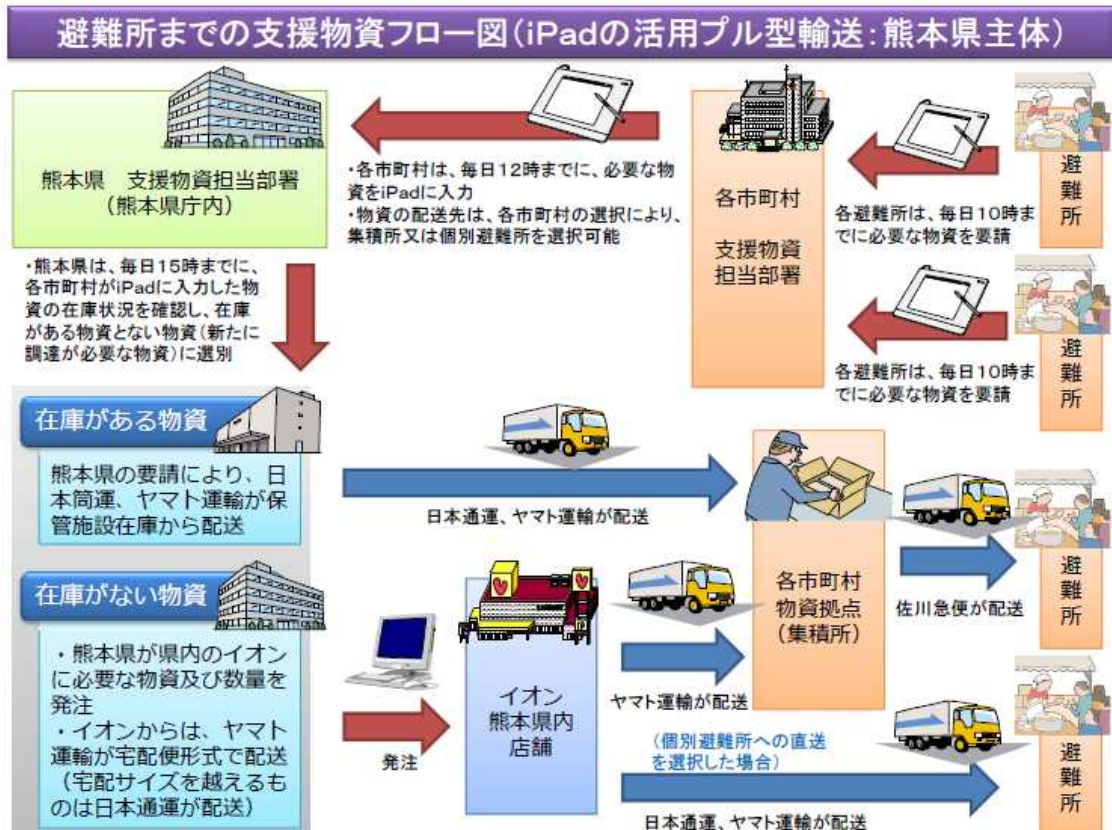 避難所までの支援物資フロー図(iPadの活用プル型輸送:熊本県主体)
熊本県 支援物資担当部署
(熊本県庁内)
・各市町村は、毎日12時までに、必要な物
資をiPadに入力
・物資の配送先は、各市町村の選択により、
集積所又は個別避難所を選択可能
各市町村
支援物資
担当部署
各避難所は、毎日10時ま
でに必要な物資を要請
避
難
所
各避難所は、毎日10時ま
でに必要な物資を要請
避
難
所
・熊本県は、毎日15時までに、
各市町村がiPadに入力した物
資の在庫状況を確認し、在庫
がある物資とない物資(新たに
調達が必要な物資)に選別
在庫がある物資
熊本県の要請により、日
本筒運、ヤマト運輸が保
管施設在庫から配送
日本通運、ヤマト運輸が配送
各市町村
物資拠点
(集積所)
佐川急便が配送
避
難
所
在庫がない物資
・熊本県が県内のイオン
に必要な物資及び数量を
発注
・イオンからは、ヤマト
運輸が宅配便形式で配送
(宅配サイズを越えるも
のは日本通運が配送)
発注
イオン
熊本県内
店舗
ヤマト運輸が配送
(個別避難所への直送
を選択した場合)
日本通運、ヤマト運輸が配送
避
難
所